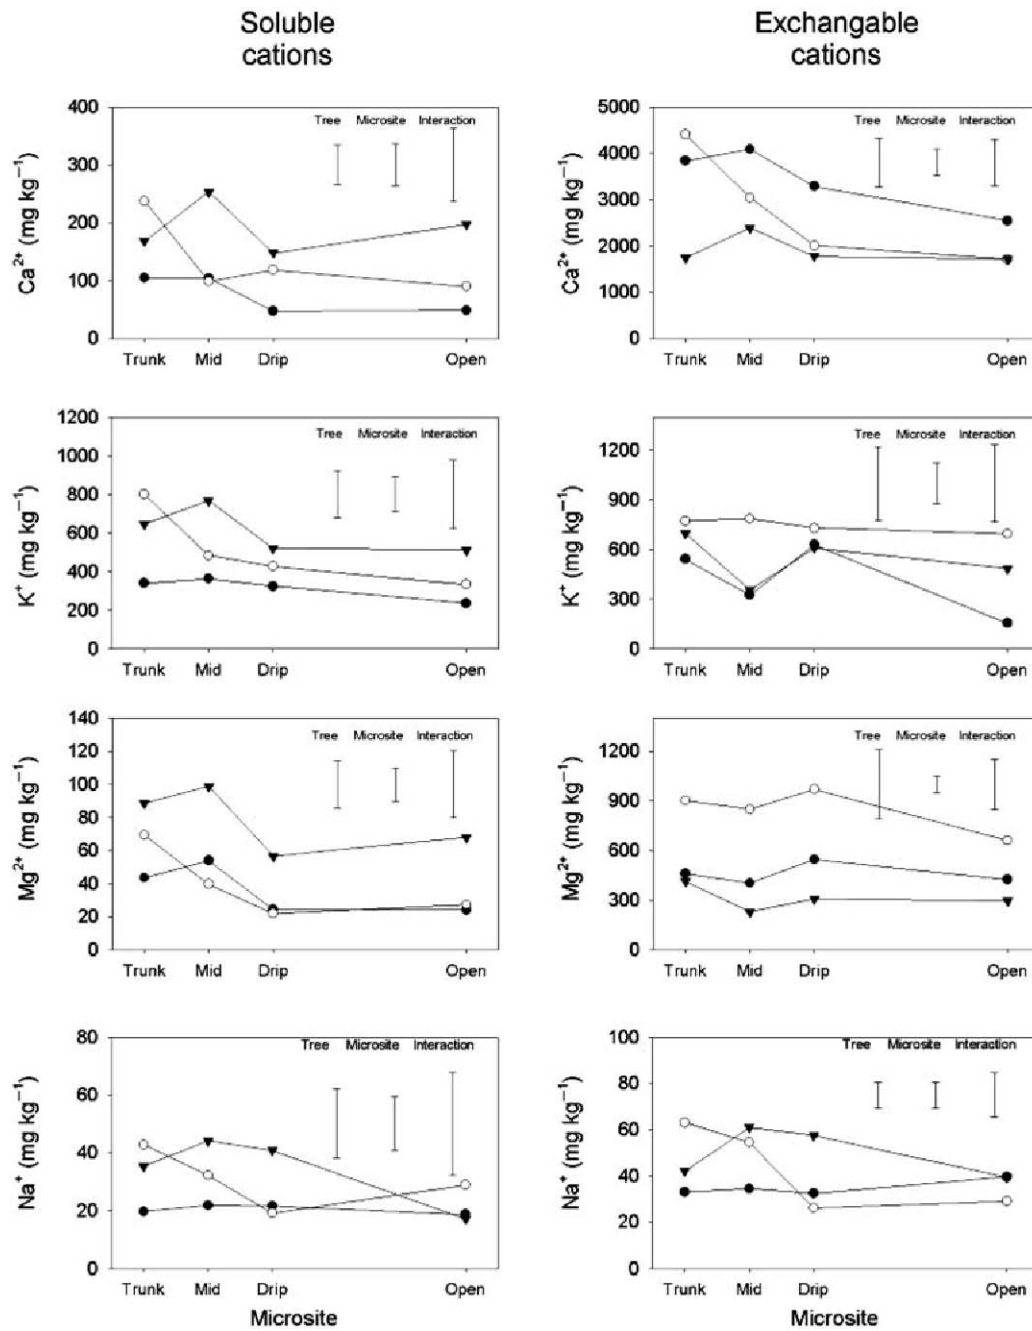 Soluble
cations
Exchangable
cations
Ca²⁺ (mg kg⁻¹)
400
300
200
100
0
Tree Microsite Interaction
Trunk Mid Drip Open
Ca²⁺ (mg kg⁻¹)
5000
4000
3000
2000
1000
0
Tree Microsite Interaction
Trunk Mid Drip Open
K⁺ (mg kg⁻¹)
1200
1000
800
600
400
200
0
Tree Microsite Interaction
Trunk Mid Drip Open
K⁺ (mg kg⁻¹)
1200
900
600
300
0
Tree Microsite Interaction
Trunk Mid Drip Open
Mg²⁺ (mg kg⁻¹)
140
120
100
80
60
40
20
0
Tree Microsite Interaction
Trunk Mid Drip Open
Mg²⁺ (mg kg⁻¹)
1200
900
600
300
0
Tree Microsite Interaction
Trunk Mid Drip Open
Na⁺ (mg kg⁻¹)
80
60
40
20
0
Tree Microsite Interaction
Trunk Mid Drip Open
Microsite
Na⁺ (mg kg⁻¹)
100
80
60
40
20
0
Tree Microsite Interaction
Trunk Mid Drip Open
Microsite